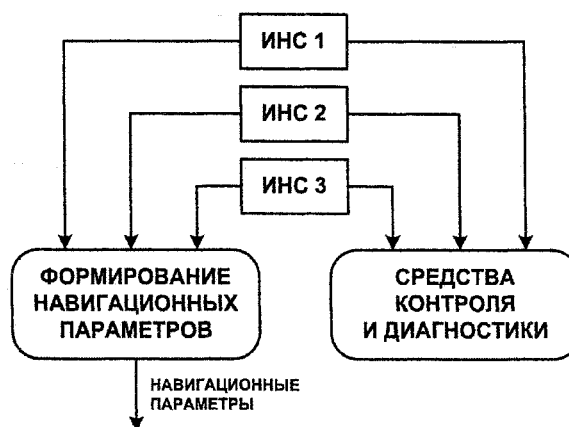 ИНС 1
ИНС 2
ИНС 3
ФОРМИРОВАНИЕ
НАВИГАЦИОННЫХ
ПАРАМЕТРОВ
СРЕДСТВА
КОНТРОЛЯ
И ДИАГНОСТИКИ
НАВИГАЦИОННЫЕ
ПАРАМЕТРЫ